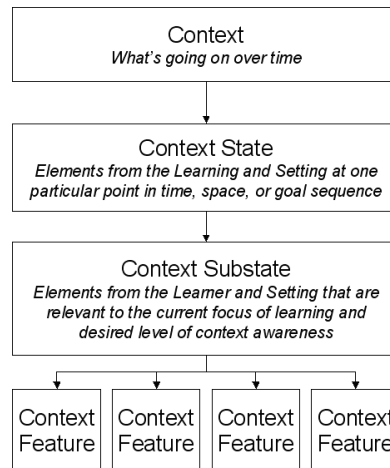 Context
What's going on over time
Context State
Elements from the Learning and Setting at one
particular point in time, space, or goal sequence
Context Substate
Elements from the Learner and Setting that are
relevant to the current focus of learning and
desired level of context awareness
Context Context Context Context
Feature Feature Feature Feature